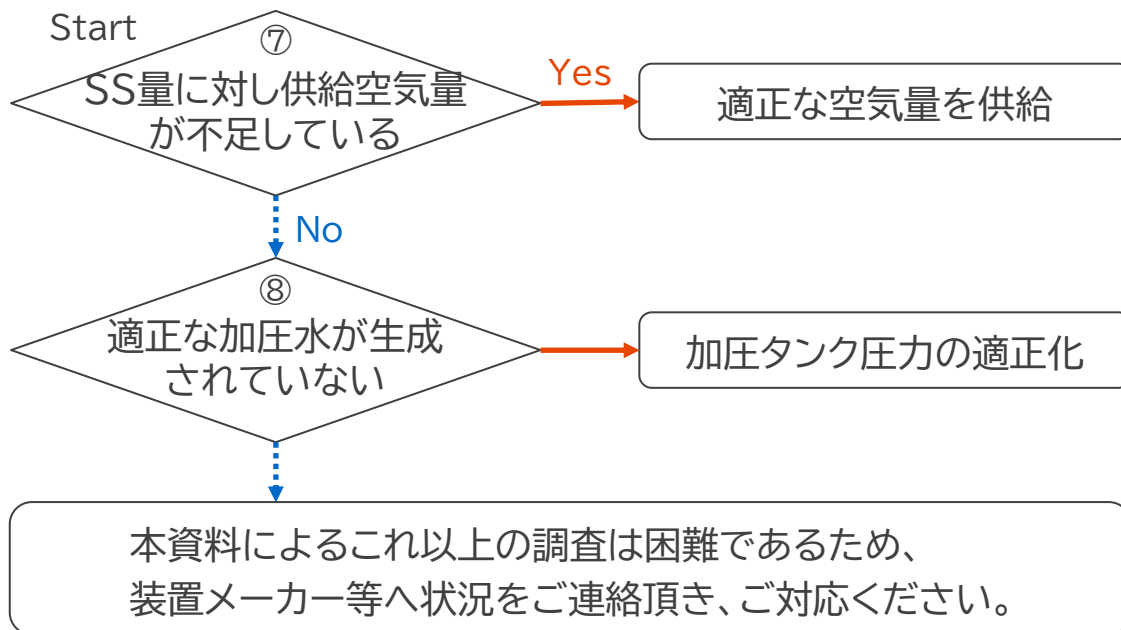 Start
⑦
SS量に対し供給空気量
が不足している
Yes
適正な空気量を供給
No
⑧
適正な加圧水が生成
されていない
加圧タンク圧力の適正化
本資料によるこれ以上の調査は困難であるため、
装置メーカー等へ状況をご連絡頂き、ご対応ください。